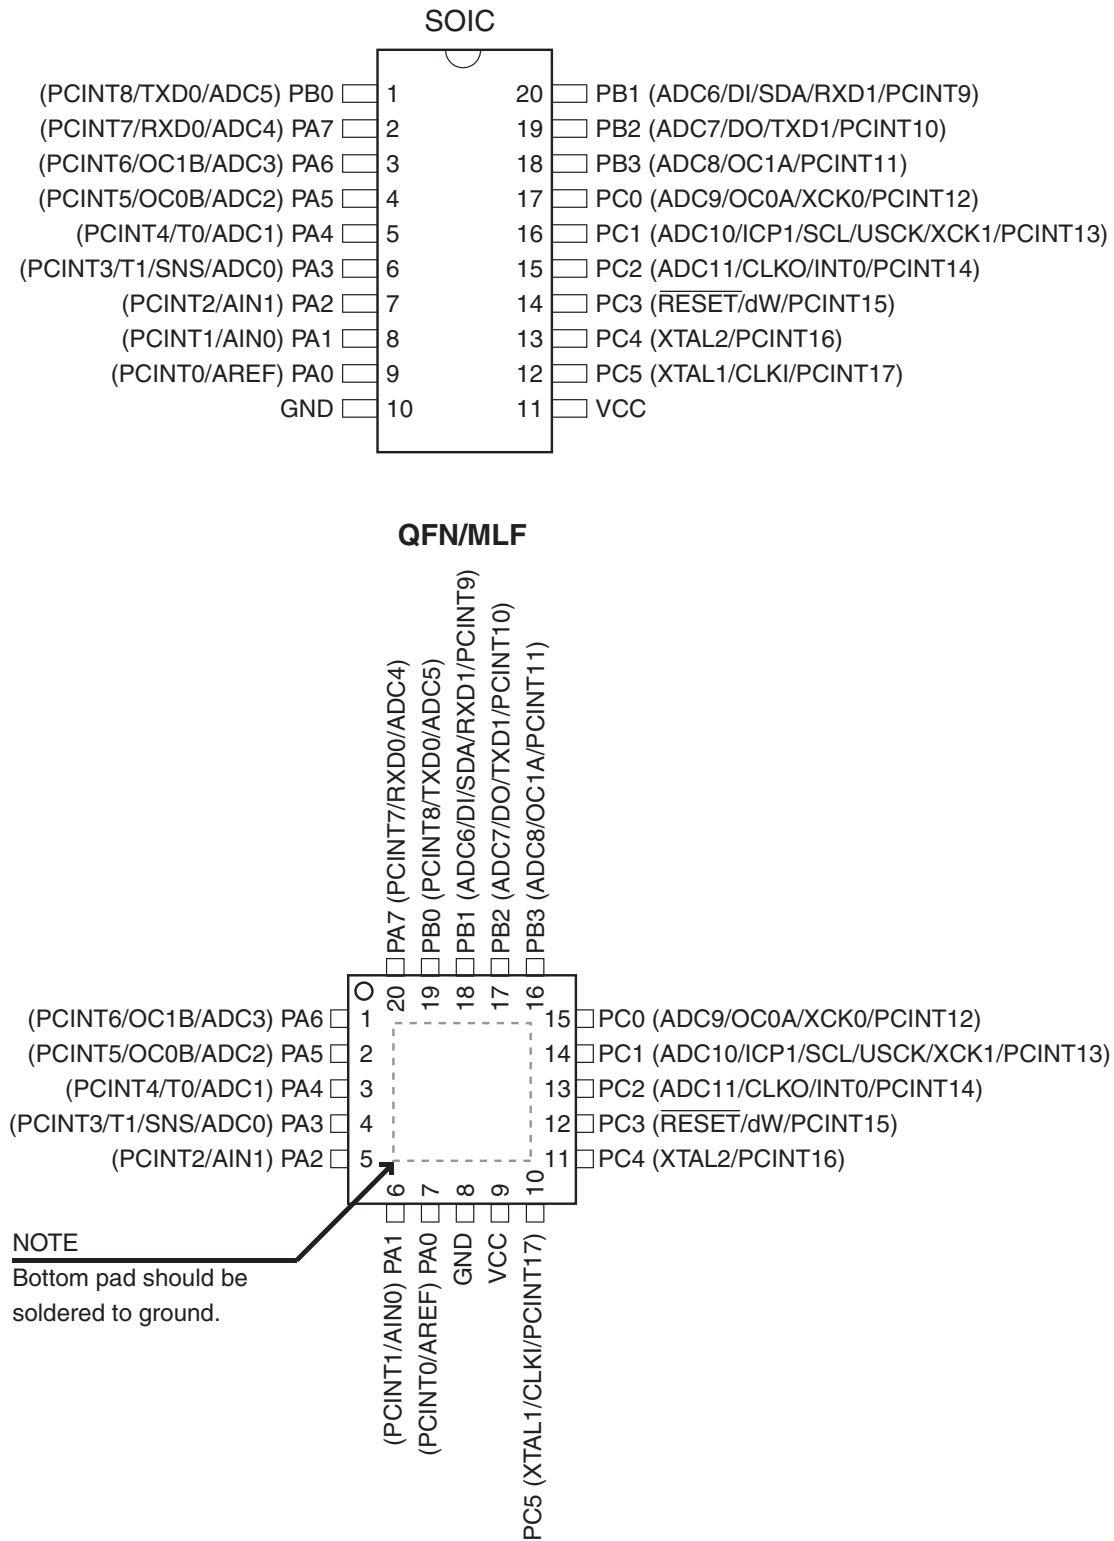 SOIC
(PCINT8/TXD0/ADC5) PB0 1 20 PB1 (ADC6/DI/SDA/RXD1/PCINT9)
(PCINT7/RXD0/ADC4) PA7 2 19 PB2 (ADC7/DO/TXD1/PCINT10)
(PCINT6/OC1B/ADC3) PA6 3 18 PB3 (ADC8/OC1A/PCINT11)
(PCINT5/OC0B/ADC2) PA5 4 17 PC0 (ADC9/OC0A/XCK0/PCINT12)
(PCINT4/T0/ADC1) PA4 5 16 PC1 (ADC10/ICP1/SCL/USCK/XCK1/PCINT13)
(PCINT3/T1/SNS/ADC0) PA3 6 15 PC2 (ADC11/CLKO/INT0/PCINT14)
(PCINT2/AIN1) PA2 7 14 PC3 (RESET/dW/PCINT15)
(PCINT1/AIN0) PA1 8 13 PC4 (XTAL2/PCINT16)
(PCINT0/AREF) PA0 9 12 PC5 (XTAL1/CLKI/PCINT17)
GND 10 11 VCC
QFN/MLF
PA7 (PCINT7/RXD0/ADC4)
PB0 (PCINT8/TXD0/ADC5)
PB1 (ADC6/DI/SDA/RXD1/PCINT9)
PB2 (ADC7/DO/TXD1/PCINT10)
PB3 (ADC8/OC1A/PCINT11)
20 19 18 17 16
(PCINT6/OC1B/ADC3) PA6 1 15 PC0 (ADC9/OC0A/XCK0/PCINT12)
(PCINT5/OC0B/ADC2) PA5 2 14 PC1 (ADC10/ICP1/SCL/USCK/XCK1/PCINT13)
(PCINT4/T0/ADC1) PA4 3 13 PC2 (ADC11/CLKO/INT0/PCINT14)
(PCINT3/T1/SNS/ADC0) PA3 4 12 PC3 (RESET/dW/PCINT15)
(PCINT2/AIN1) PA2 5 11 PC4 (XTAL2/PCINT16)
6 7 8 9 10
(PCINT1/AIN0) PA1
(PCINT0/AREF) PA0
GND
VCC
PC5 (XTAL1/CLKI/PCINT17)
NOTE
Bottom pad should be
soldered to ground.